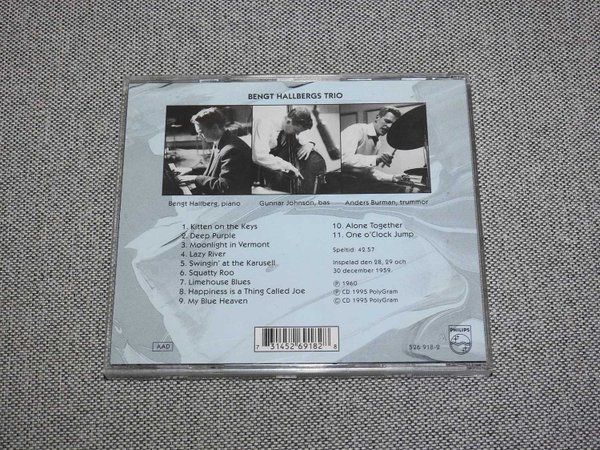 BENGT HALLBERGS TRIO
Bengt Hallberg, piano
Gunnar Johnson, bas
Anders Burman, trummor
1. Kitten on the Keys
2. Deep Purple
3. Moonlight in Vermont
4. Lazy River
5. Swingin' at the Karusell
6. Squatty Roo
7. Limehouse Blues
8. Happiness is a Thing Called Joe
9. My Blue Heaven
10. Alone Together
11. One o'Clock Jump
Speltid: 42.57
Inspelad den 28, 29 och
30 december 1959.
℗ 1960
℗ CD 1995 PolyGram
© CD 1995 PolyGram
AAD
7 31452 69182 8
PHILIPS
526 918-2